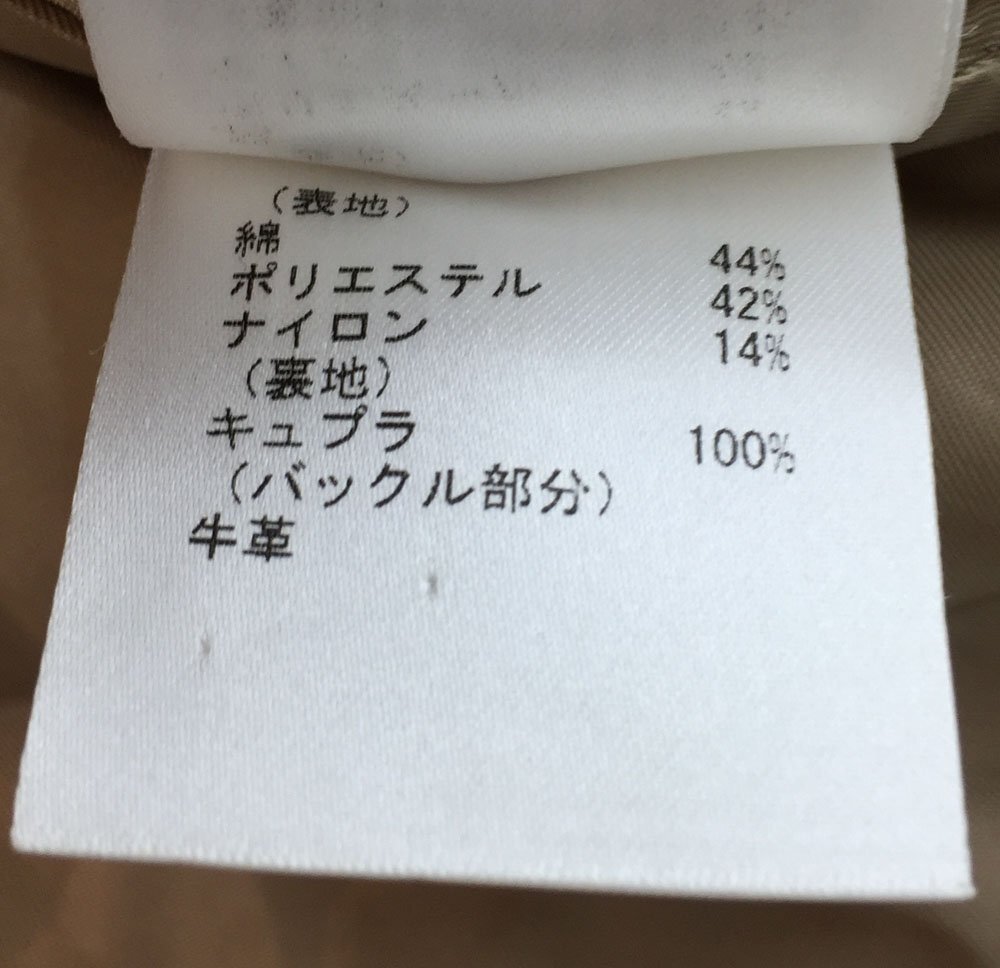 （表地）
綿 44%
ポリエステル 42%
ナイロン 14%
（裏地）
キュプラ 100%
（バックル部分）
牛革